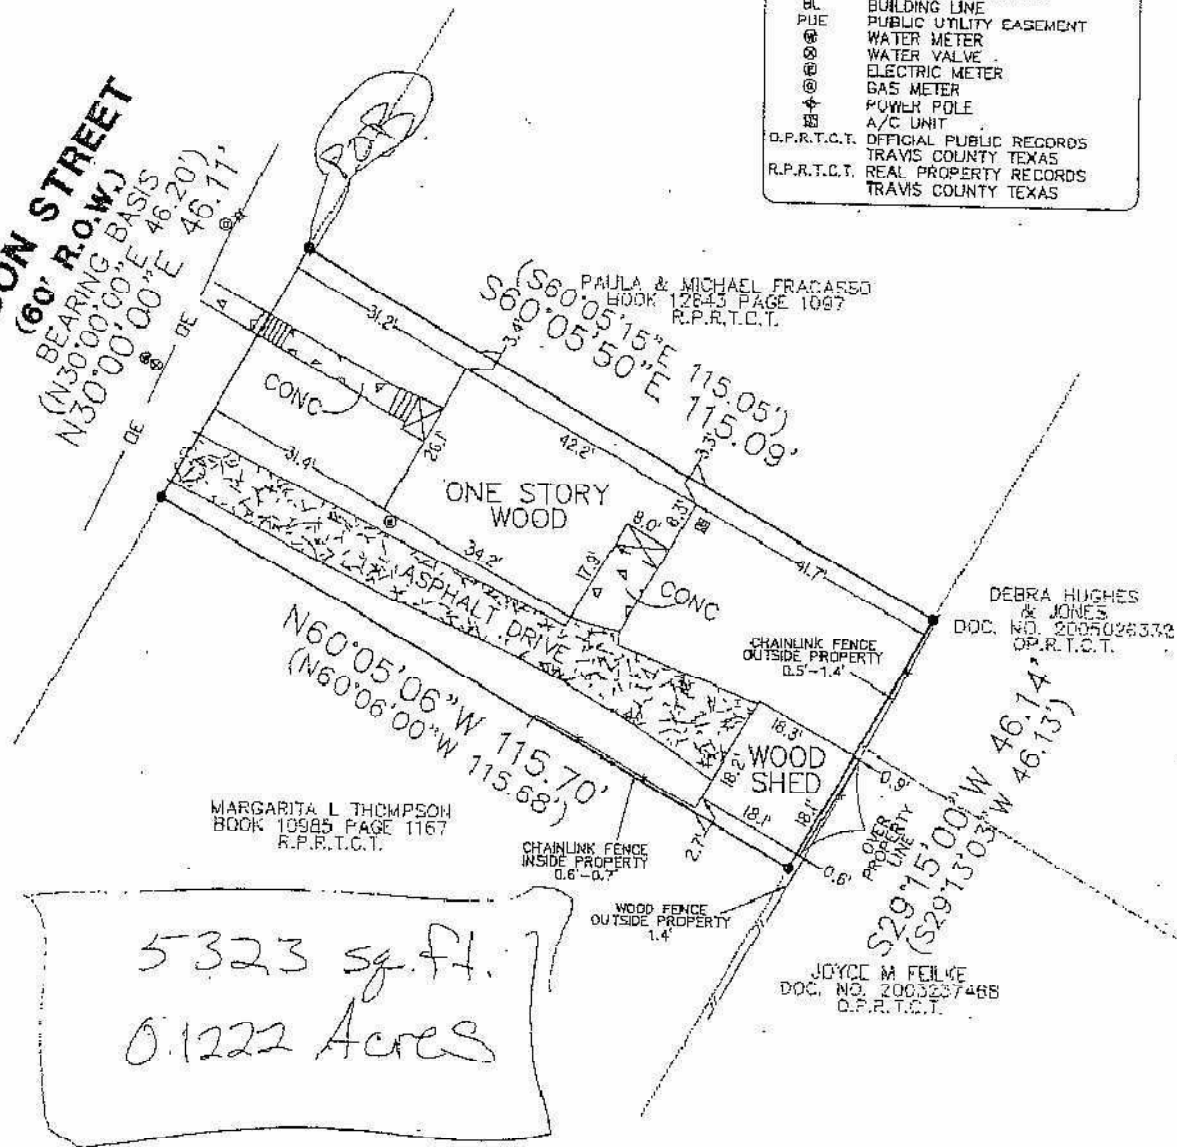 BL BUILDING LINE
PUE PUBLIC UTILITY EASEMENT
WATER METER
WATER VALVE
ELECTRIC METER
GAS METER
POWER POLE
A/C UNIT
O.P.R.T.C.T. OFFICIAL PUBLIC RECORDS
TRAVIS COUNTY TEXAS
R.P.R.T.C.T. REAL PROPERTY RECORDS
TRAVIS COUNTY TEXAS
STREET
(60' R.O.W.)
BEARING BASIS
(N30°00'00"E 46.20')
N30°00'00"E 46.11'
OE
OE
PAULA & MICHAEL FRACASSO
BOOK 12643 PAGE 1097
R.P.R.T.C.T.
(S60°05'15"E 115.05')
S60°05'50"E 115.09'
31.2'
3.4'
CONC
26.1'
42.2'
3.3'
31.4'
ONE STORY
WOOD
8.0'
8.3'
17.9'
34.2'
41.7'
CONC
ASPHALT DRIVE
DEBRA HUGHES
& JONES
DOC. NO. 2005026332
OP.R.T.C.T.
CHAINLINK FENCE
OUTSIDE PROPERTY
0.5'-1.4'
N60°05'06"W 115.70'
(N60°06'00"W 115.68')
18.3'
18.2'
WOOD
SHED
18.1'
18.1'
0.9'
0.6'
2.7'
OVER
PROPERTY
LINE
S29°15'00"W 46.14'
(S29°13'03"W 46.13')
MARGARITA L THOMPSON
BOOK 10985 PAGE 1167
R.P.R.T.C.T.
CHAINLINK FENCE
INSIDE PROPERTY
0.6'-0.7'
WOOD FENCE
OUTSIDE PROPERTY
1.4'
JOYCE M FEILKE
DOC. NO. 2003237468
O.P.R.T.C.T.
5323 sq. ft.
0.1222 Acres